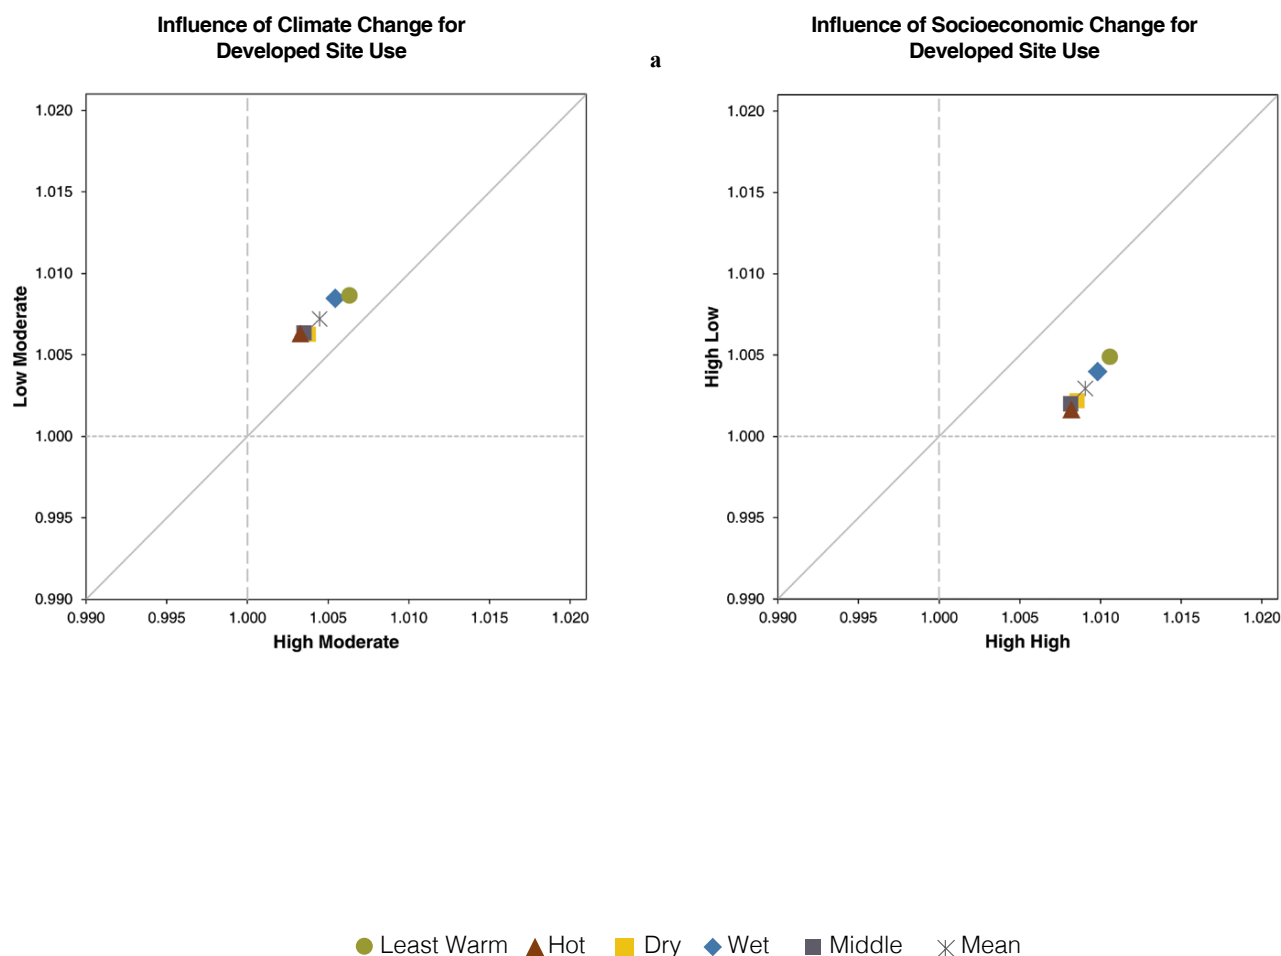 Influence of Climate Change for
Developed Site Use
a
Influence of Socioeconomic Change for
Developed Site Use
1.020
1.015
1.010
1.005
1.000
0.995
0.990
Low Moderate
0.990 0.995 1.000 1.005 1.010 1.015 1.020
High Moderate
1.020
1.015
1.010
1.005
1.000
0.995
0.990
High Low
0.990 0.995 1.000 1.005 1.010 1.015 1.020
High High
Least Warm Hot Dry Wet Middle Mean